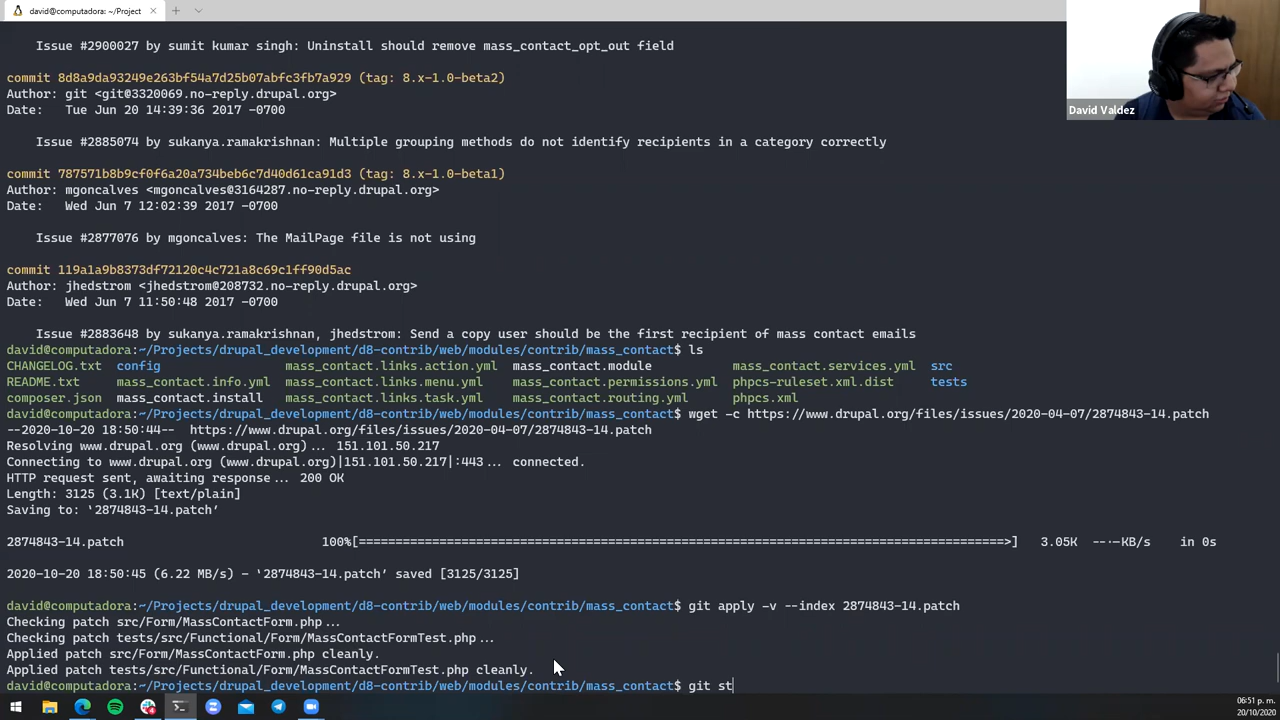 david@computadora: ~/Project
Issue #2900027 by sumit kumar singh: Uninstall should remove mass_contact_opt_out field
commit 8d8a9da93249e263bf54a7d25b07abfc3fb7a929 (tag: 8.x-1.0-beta2)
Author: git <git@3320069.no-reply.drupal.org>
Date:   Tue Jun 20 14:39:36 2017 -0700
Issue #2885074 by sukanya.ramakrishnan: Multiple grouping methods do not identify recipients in a category correctly
commit 787571b8b9cf0f6a20a734beb6c7d40d61ca91d3 (tag: 8.x-1.0-beta1)
Author: mgoncalves <mgoncalves@3164287.no-reply.drupal.org>
Date:   Wed Jun 7 12:02:39 2017 -0700
Issue #2877076 by mgoncalves: The MailPage file is not using
commit 119a1a9b8373df72120c4c721a8c69c1ff90d5ac
Author: jhedstrom <jhedstrom@208732.no-reply.drupal.org>
Date:   Wed Jun 7 11:50:48 2017 -0700
Issue #2883648 by sukanya.ramakrishnan, jhedstrom: Send a copy user should be the first recipient of mass contact emails
david@computadora:~/Projects/drupal_development/d8-contrib/web/modules/contrib/mass_contact$ ls
CHANGELOG.txt  config                  mass_contact.links.action.yml  mass_contact.module           mass_contact.services.yml  src
README.txt     mass_contact.info.yml  mass_contact.links.menu.yml    mass_contact.permissions.yml  phpcs-ruleset.xml.dist     tests
composer.json  mass_contact.install   mass_contact.links.task.yml    mass_contact.routing.yml      phpcs.xml
david@computadora:~/Projects/drupal_development/d8-contrib/web/modules/contrib/mass_contact$ wget -c https://www.drupal.org/files/issues/2020-04-07/2874843-14.patch
--2020-10-20 18:50:44--  https://www.drupal.org/files/issues/2020-04-07/2874843-14.patch
Resolving www.drupal.org (www.drupal.org)... 151.101.50.217
Connecting to www.drupal.org (www.drupal.org)|151.101.50.217|:443... connected.
HTTP request sent, awaiting response... 200 OK
Length: 3125 (3.1K) [text/plain]
Saving to: ‘2874843-14.patch’
2874843-14.patch 100%[================================================================================>] 3.05K --.-KB/s in 0s
2020-10-20 18:50:45 (6.22 MB/s) - ‘2874843-14.patch’ saved [3125/3125]
david@computadora:~/Projects/drupal_development/d8-contrib/web/modules/contrib/mass_contact$ git apply -v --index 2874843-14.patch
Checking patch src/Form/MassContactForm.php...
Checking patch tests/src/Functional/Form/MassContactFormTest.php...
Applied patch src/Form/MassContactForm.php cleanly.
Applied patch tests/src/Functional/Form/MassContactFormTest.php cleanly.
david@computadora:~/Projects/drupal_development/d8-contrib/web/modules/contrib/mass_contact$ git st
David Valdez
06:51 p. m.
20/10/2020